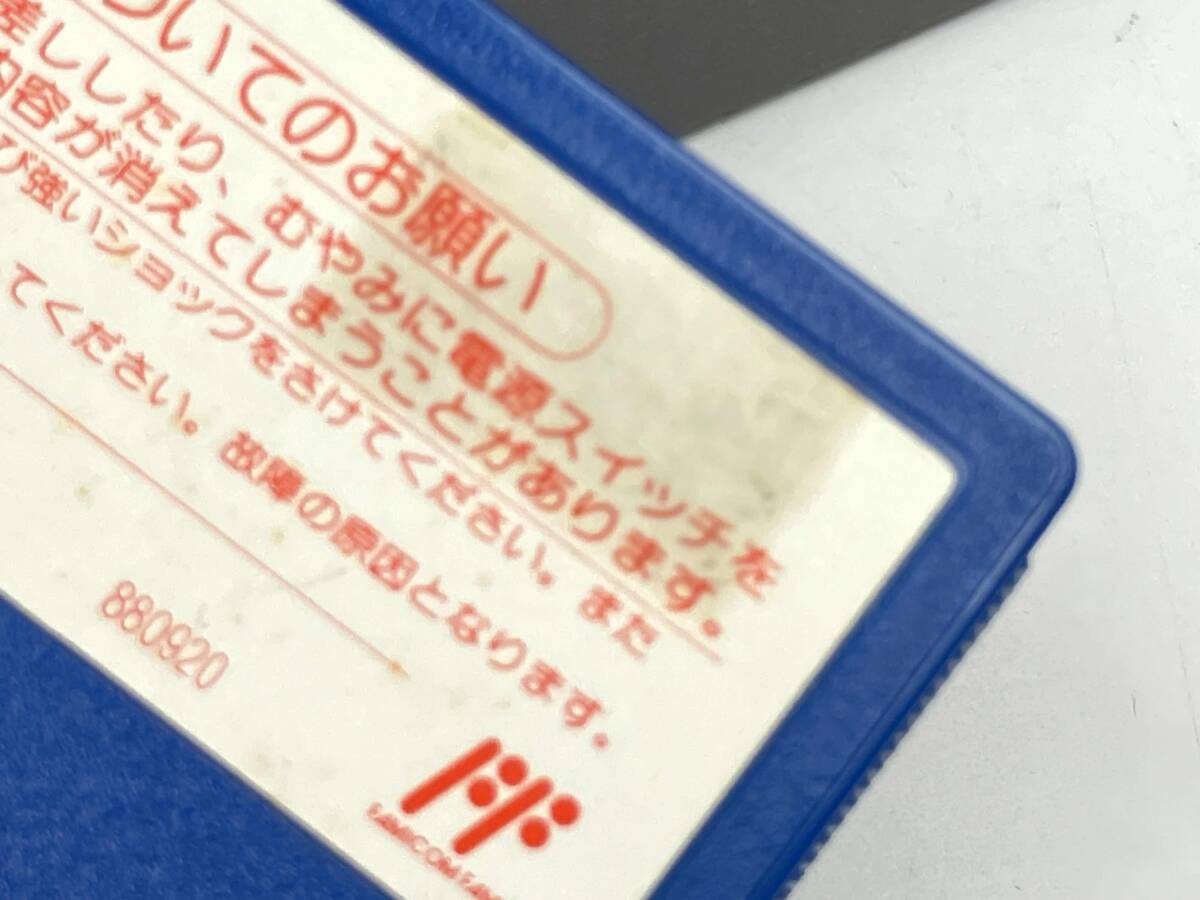 ついてのお願い
差ししたり、むやみに電源スイッチを
内容が消えてしまうことがあります。
び強いショックをさけてください。また
てください。故障の原因となります。
880920
FAMICOM FAM